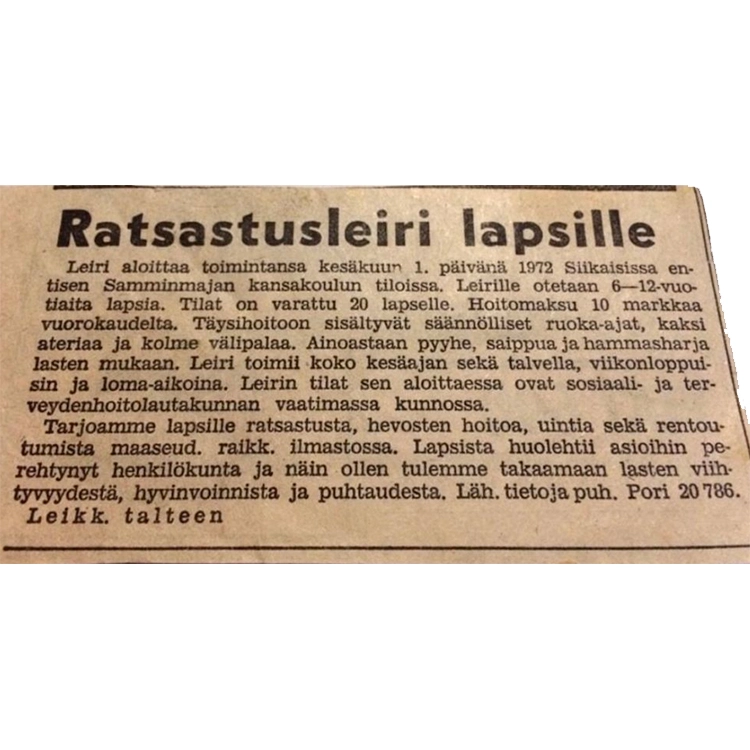 Ratsastusleiri lapsille
Leiri aloittaa toimintansa kesäkuun 1. päivänä 1972 Siikaisissa en-
tisen Samminmajan kansakoulun tiloissa. Leirille otetaan 6—12-vuo-
tiaita lapsia. Tilat on varattu 20 lapselle. Hoitomaksu 10 markkaa
vuorokaudelta. Täysihoitoon sisältyvät säännölliset ruoka-ajat, kaksi
ateriaa ja kolme välipalaa. Ainoastaan pyyhe, saippua ja hammasharja
lasten mukaan. Leiri toimii koko kesäajan sekä talvella, viikonloppui-
sin ja loma-aikoina. Leirin tilat sen aloittaessa ovat sosiaali- ja ter-
veydenhoitolautakunnan vaatimassa kunnossa.
Tarjoamme lapsille ratsastusta, hevosten hoitoa, uintia sekä rentou-
tumista maaseud. raikk. ilmastossa. Lapsista huolehtii asioihin pe-
rehtynyt henkilökunta ja näin ollen tulemme takaamaan lasten viih-
tyvyydestä, hyvinvoinnista ja puhtaudesta. Läh. tietoja puh. Pori 20 786.
Leikk. talteen